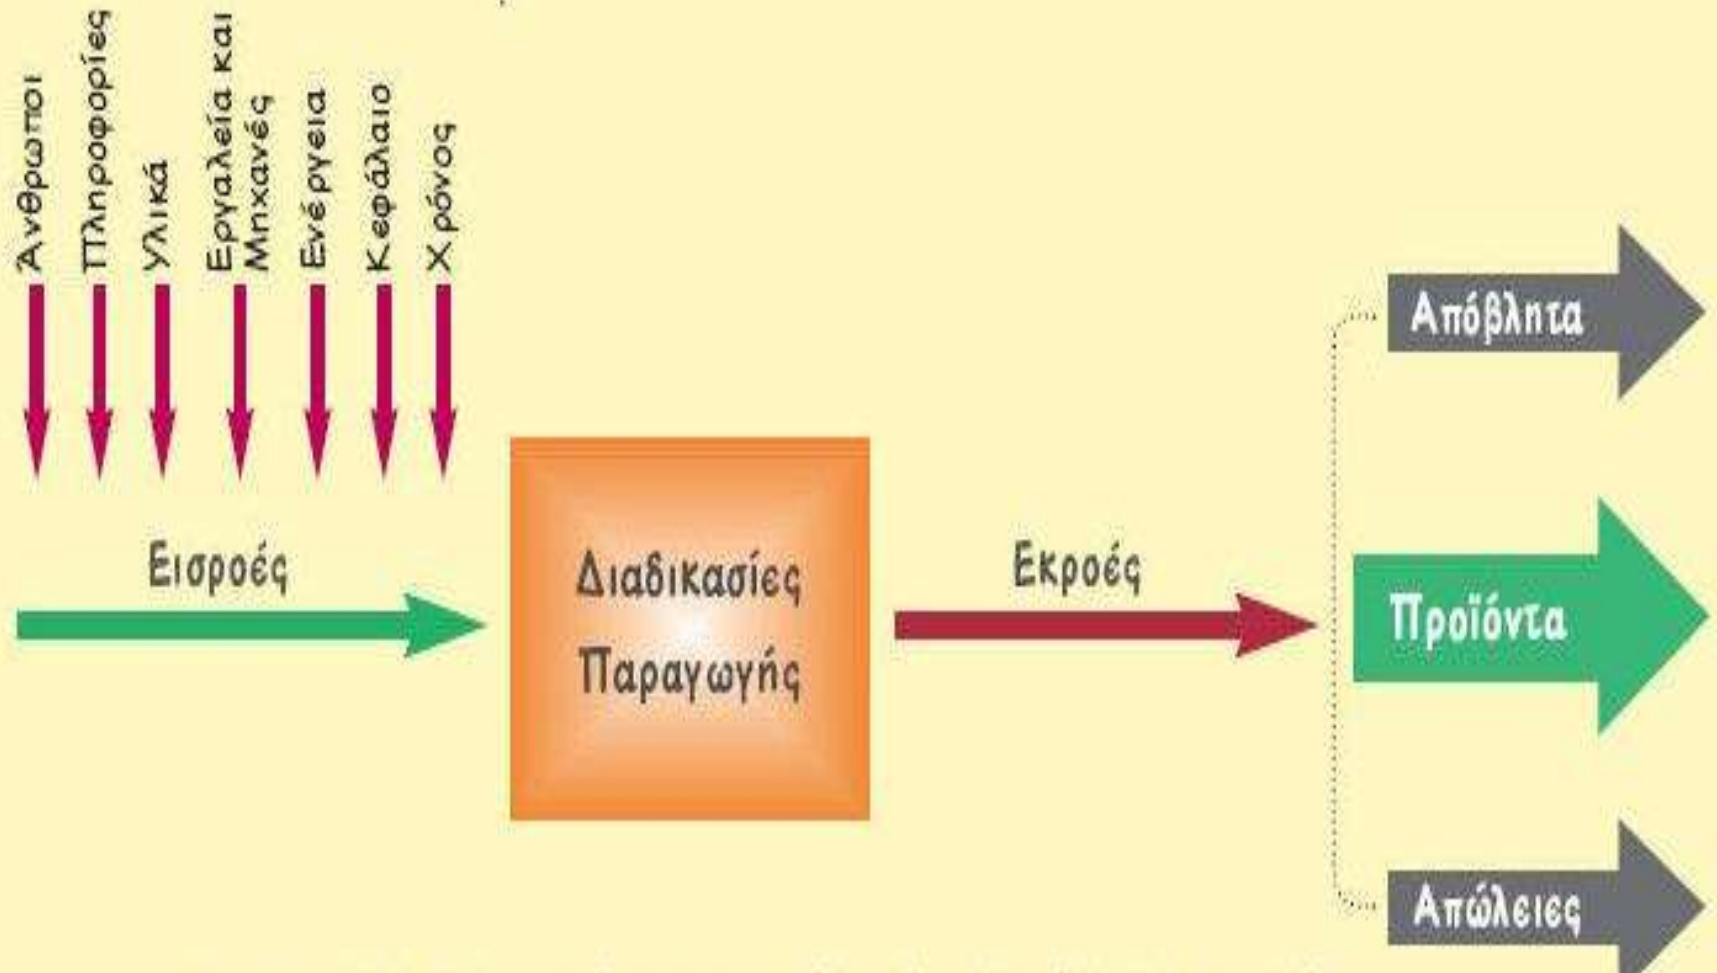 Άνθρωποι
Πληροφορίες
Υλικά
Εργαλεία και
Μηχανές
Ενέργεια
Κεφάλαιο
Χρόνος
Εισροές
Διαδικασίες
Παραγωγής
Εκροές
Απόβλητα
Προϊόντα
Απώλειες